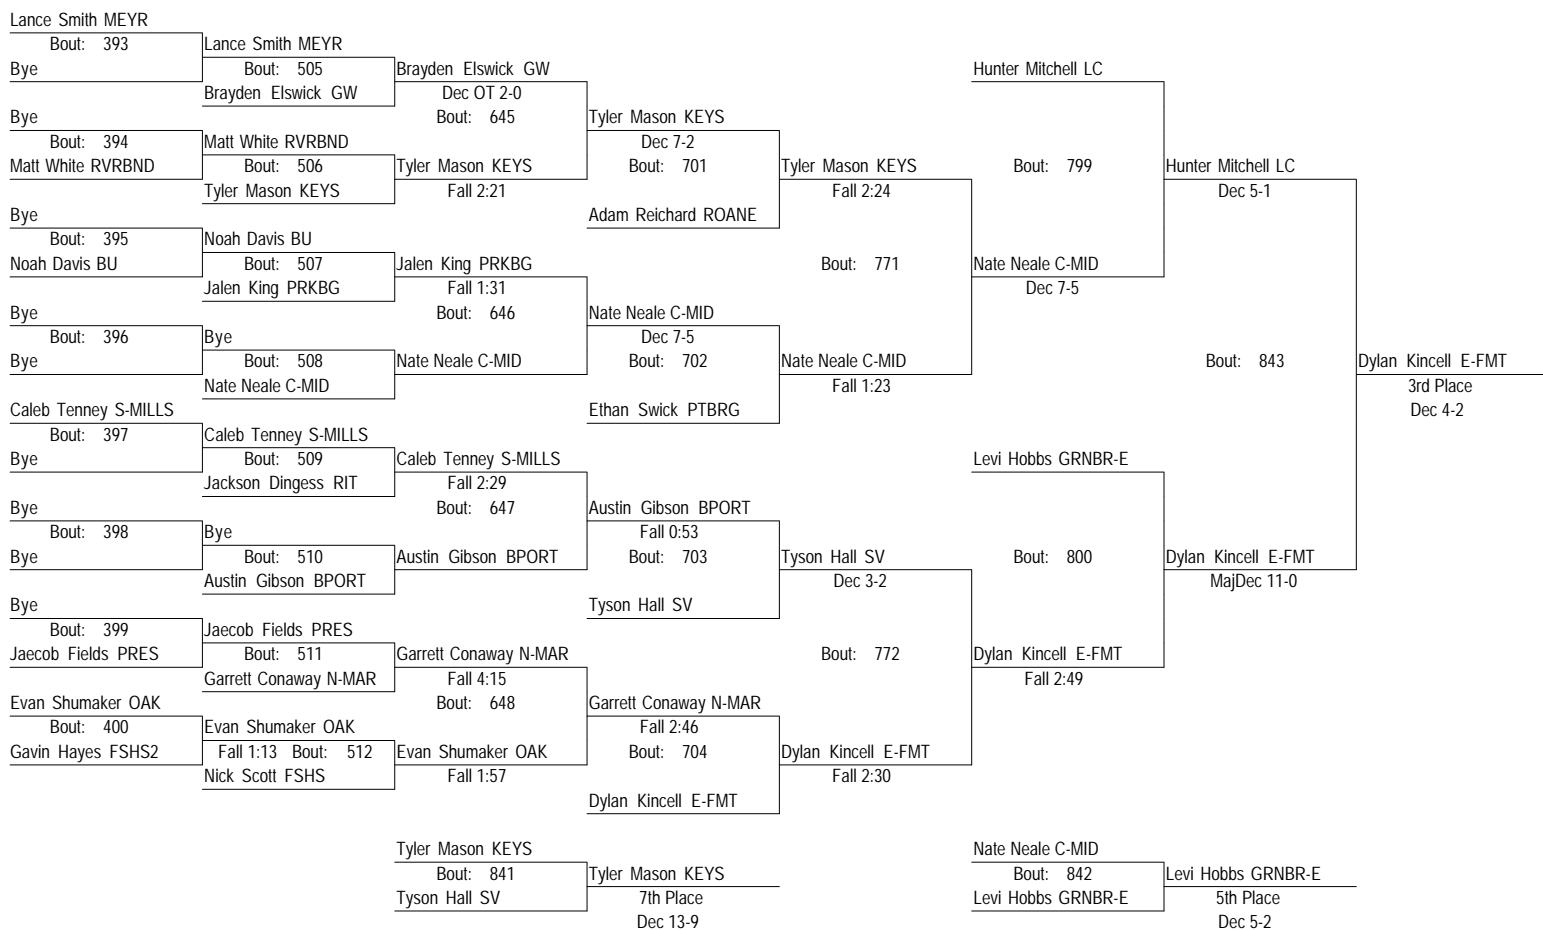 Lance Smith MEYR
Bout: 393
Lance Smith MEYR
Bye
Bout: 505
Brayden Elswick GW
Hunter Mitchell LC
Brayden Elswick GW
Dec OT 2-0
Bye
Bout: 645
Tyler Mason KEYS
Bout: 394
Matt White RVRBND
Dec 7-2
Matt White RVRBND
Bout: 506
Tyler Mason KEYS
Bout: 701
Tyler Mason KEYS
Bout: 799
Hunter Mitchell LC
Tyler Mason KEYS
Fall 2:21
Fall 2:24
Dec 5-1
Bye
Adam Reichard ROANE
Bout: 395
Noah Davis BU
Noah Davis BU
Bout: 507
Jalen King PRKBG
Bout: 771
Nate Neale C-MID
Jalen King PRKBG
Fall 1:31
Dec 7-5
Bye
Bout: 646
Nate Neale C-MID
Bout: 396
Bye
Dec 7-5
Bye
Bout: 508
Nate Neale C-MID
Bout: 702
Nate Neale C-MID
Bout: 843
Dylan Kincell E-FMT
Nate Neale C-MID
Fall 1:23
3rd Place
Caleb Tenney S-MILLS
Ethan Swick PTBRG
Dec 4-2
Bout: 397
Caleb Tenney S-MILLS
Bye
Bout: 509
Caleb Tenney S-MILLS
Levi Hobbs GRNBR-E
Jackson Dingess RIT
Fall 2:29
Bye
Bout: 647
Austin Gibson BPORT
Bout: 398
Bye
Fall 0:53
Bye
Bout: 510
Austin Gibson BPORT
Bout: 703
Tyson Hall SV
Bout: 800
Dylan Kincell E-FMT
Austin Gibson BPORT
Dec 3-2
MajDec 11-0
Bye
Tyson Hall SV
Bout: 399
Jaecob Fields PRES
Jaecob Fields PRES
Bout: 511
Garrett Conaway N-MAR
Bout: 772
Dylan Kincell E-FMT
Garrett Conaway N-MAR
Fall 4:15
Fall 2:49
Evan Shumaker OAK
Bout: 648
Garrett Conaway N-MAR
Bout: 400
Evan Shumaker OAK
Fall 2:46
Gavin Hayes FSHS2
Fall 1:13 Bout: 512
Evan Shumaker OAK
Bout: 704
Dylan Kincell E-FMT
Nick Scott FSHS
Fall 1:57
Fall 2:30
Dylan Kincell E-FMT
Tyler Mason KEYS
Nate Neale C-MID
Bout: 841
Tyler Mason KEYS
Bout: 842
Levi Hobbs GRNBR-E
Tyson Hall SV
7th Place
Levi Hobbs GRNBR-E
5th Place
Dec 13-9
Dec 5-2